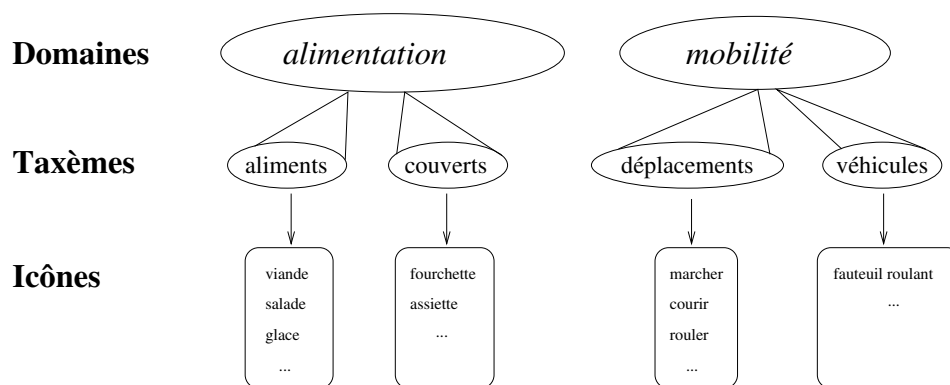 Domaines
alimentation
mobilité
Taxèmes
aliments
couverts
déplacements
véhicules
Icônes
viande
salade
glace
...
fourchette
assiette
...
marcher
courir
rouler
...
fauteuil roulant
...